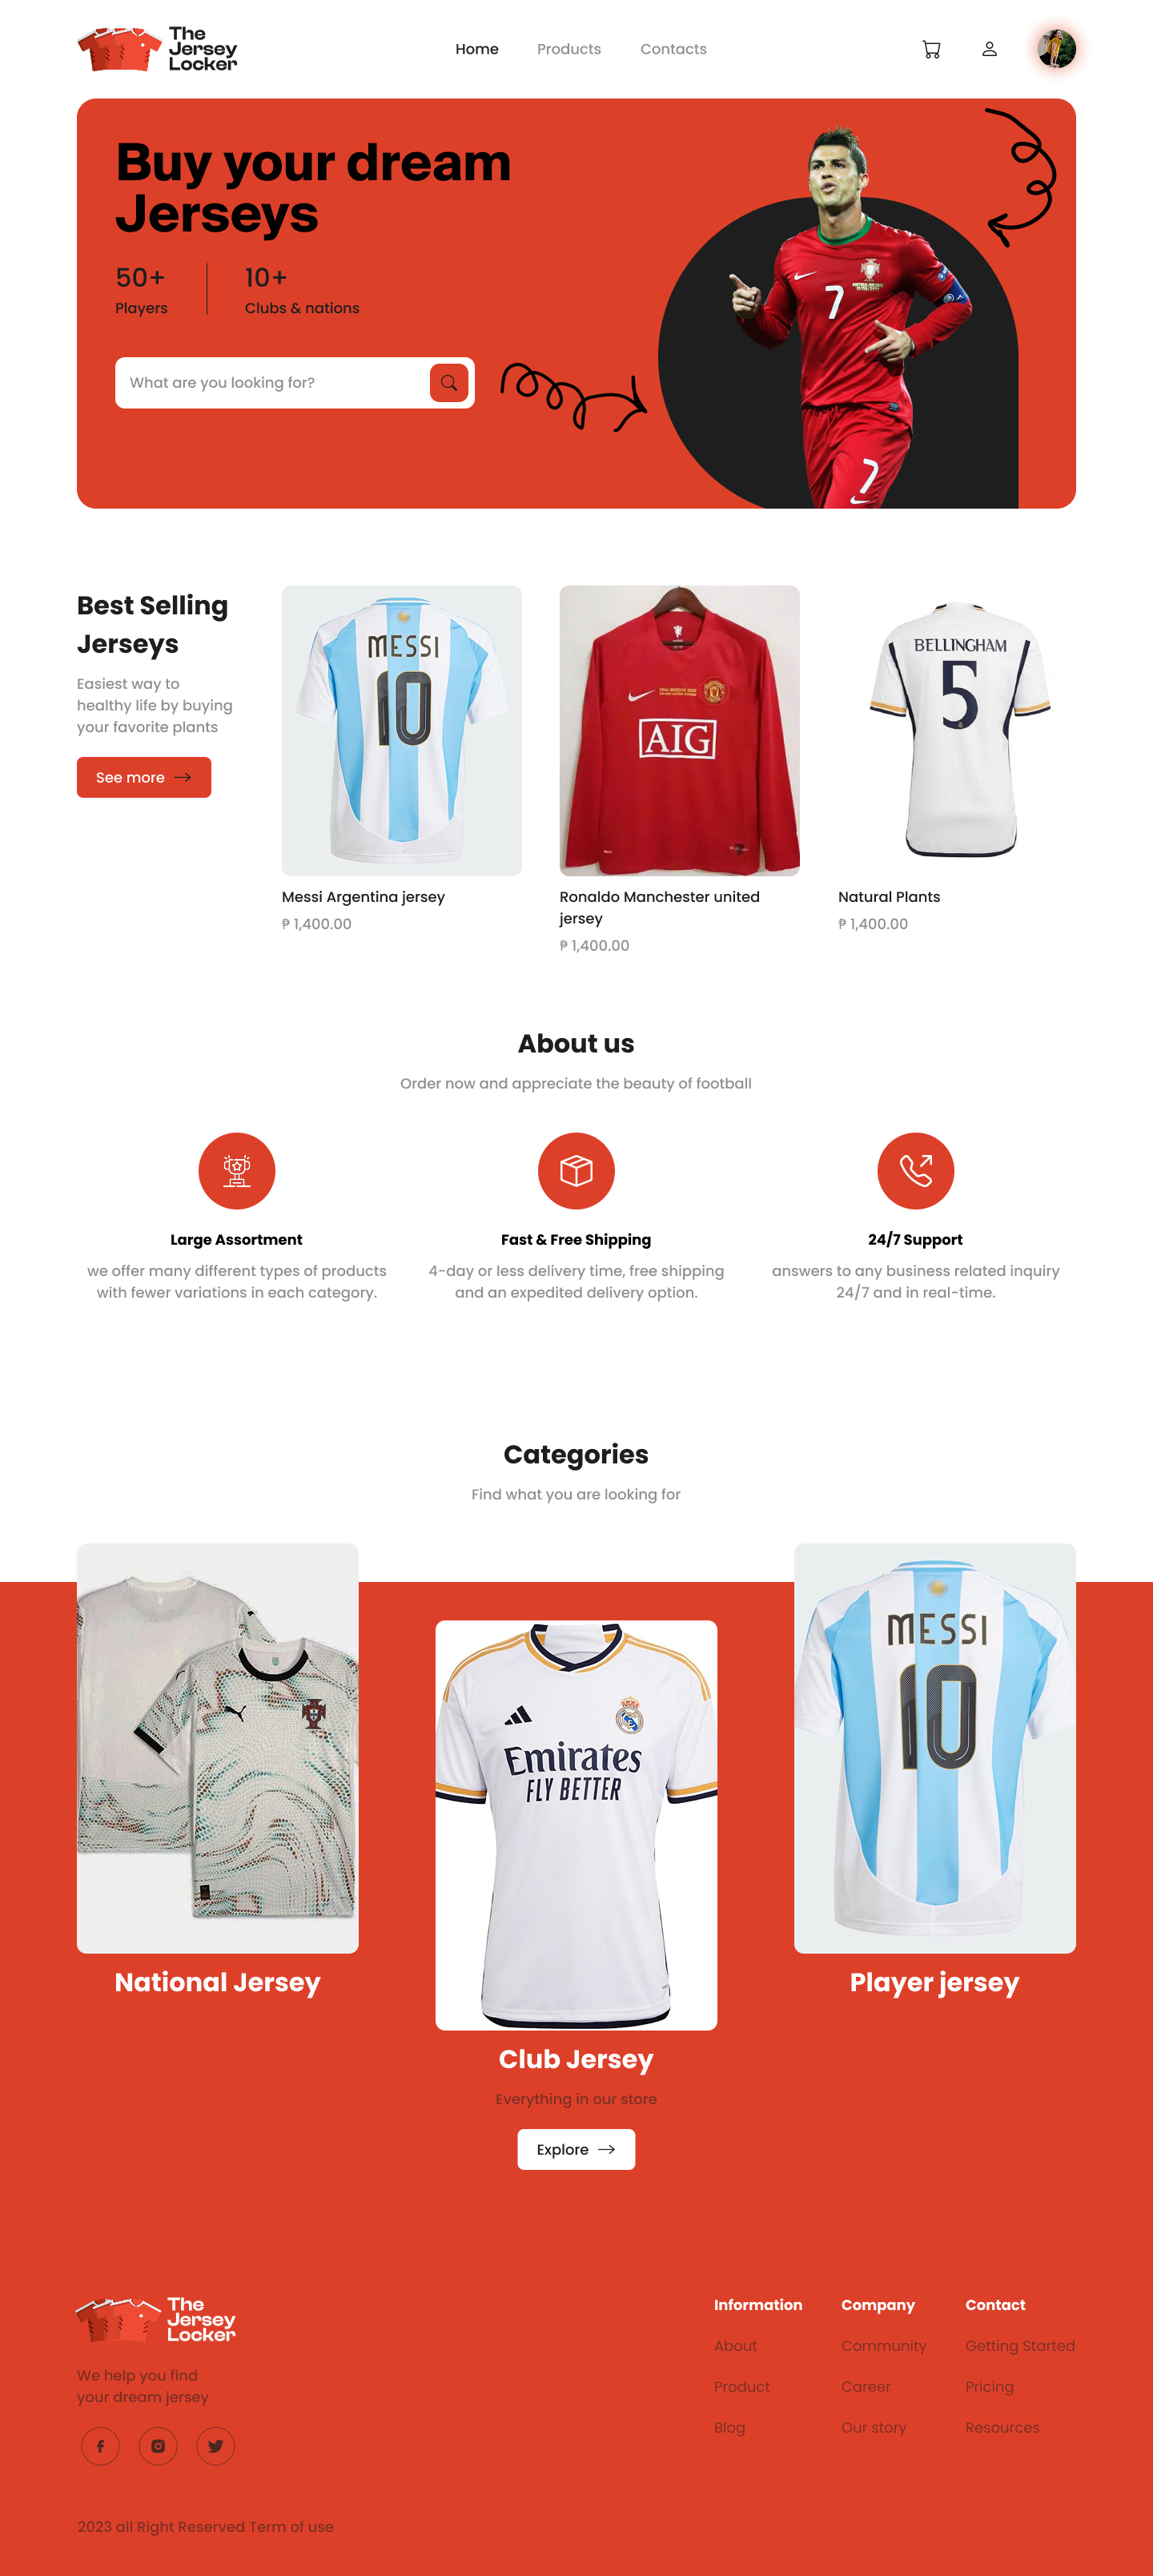 The
Jersey
Locker
Home
Products
Contacts
Buy your dream
Jerseys
50+
Players
10+
Clubs & nations
What are you looking for?
7
7
Best Selling
Jerseys
Easiest way to
healthy life by buying
your favorite plants
See more
MESSI
10
Messi Argentina jersey
₱ 1,400.00
AIG
Ronaldo Manchester united
jersey
₱ 1,400.00
BELLINGHAM
5
Natural Plants
₱ 1,400.00
About us
Order now and appreciate the beauty of football
Large Assortment
we offer many different types of products
with fewer variations in each category.
Fast & Free Shipping
4-day or less delivery time, free shipping
and an expedited delivery option.
24/7 Support
answers to any business related inquiry
24/7 and in real-time.
Categories
Find what you are looking for
National Jersey
Emirates
FLY BETTER
Club Jersey
Everything in our store
Explore
MESSI
10
Player jersey
The
Jersey
Locker
We help you find
your dream jersey
Information
About
Product
Blog
Company
Community
Career
Our story
Contact
Getting Started
Pricing
Resources
2023 all Right Reserved Term of use